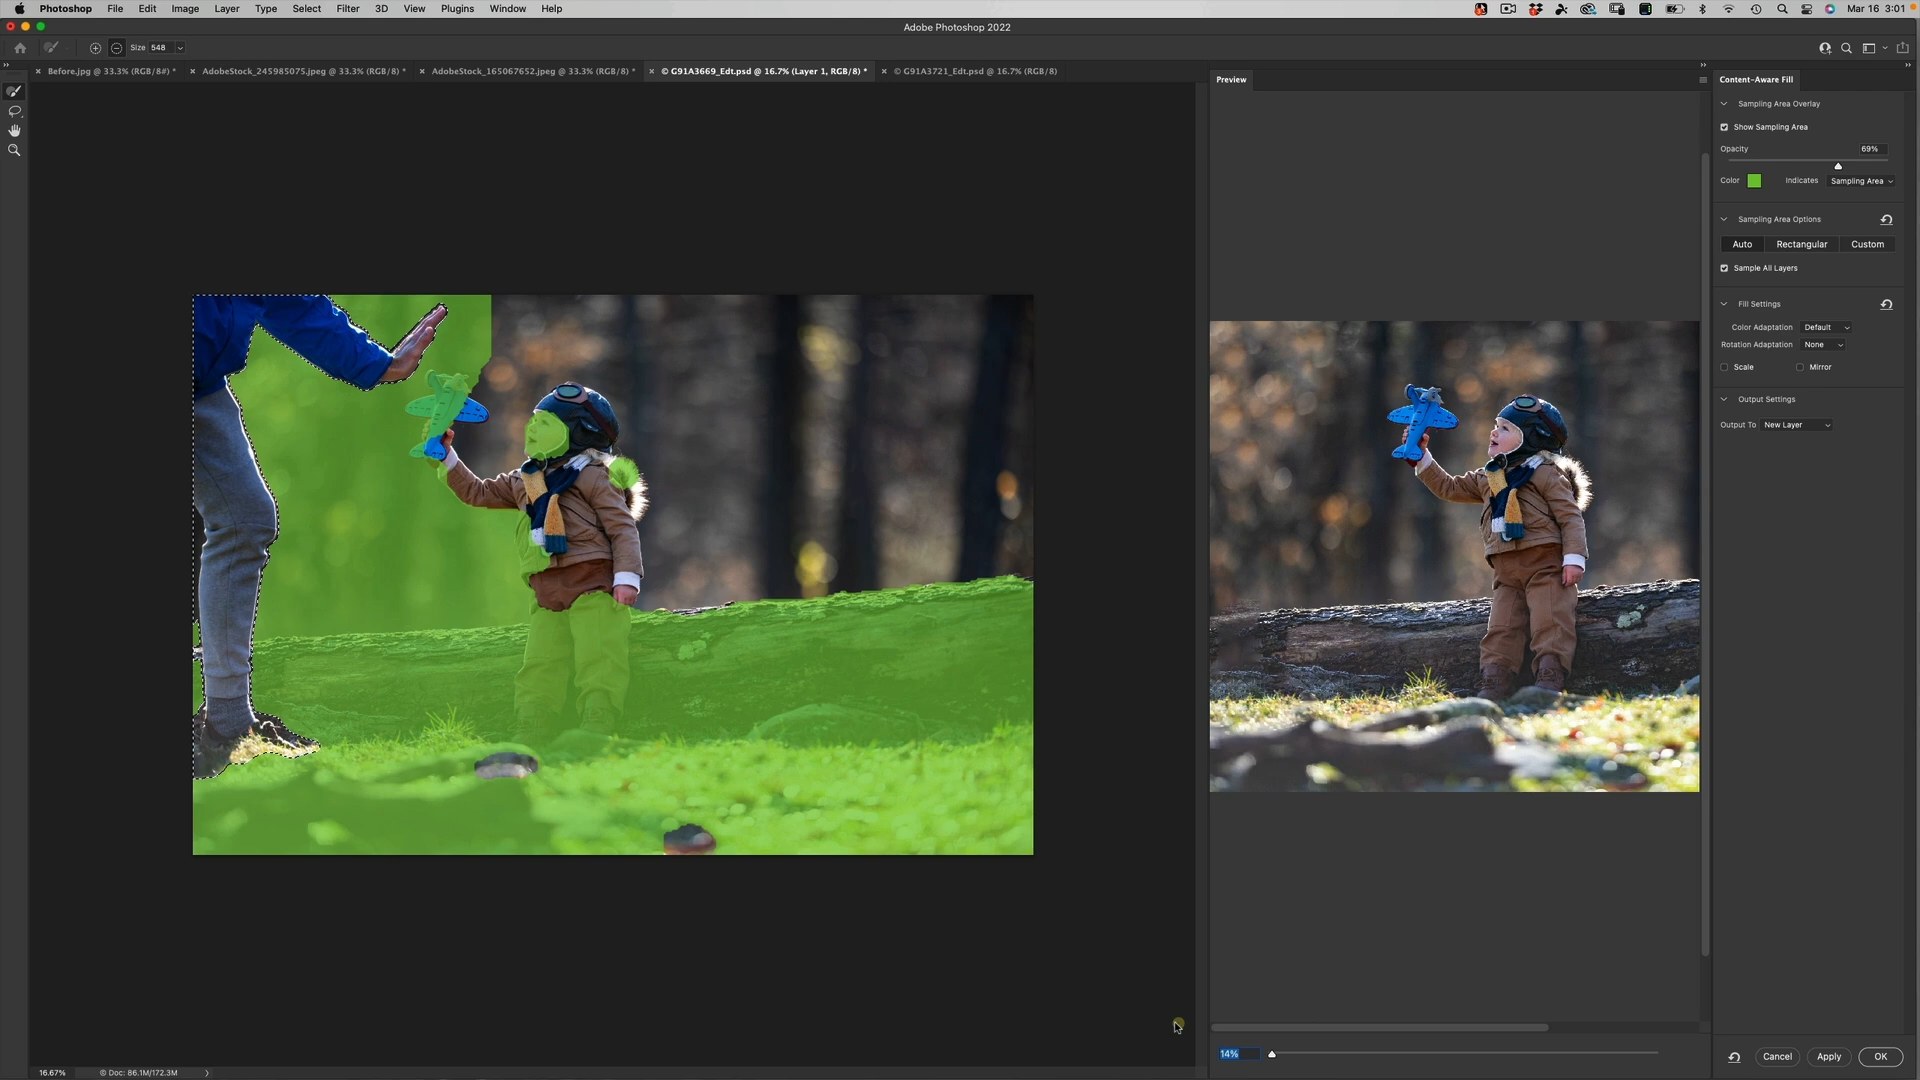 Photoshop File Edit Image Layer Type Select Filter 3D View Plugins Window Help Mar 16 3:01
Adobe Photoshop 2022
Size 548
Before.jpg @ 33.3% (RGB/8#) * AdobeStock_245985075.jpeg @ 33.3% (RGB/8) * AdobeStock_165067652.jpeg @ 33.3% (RGB/8) * © G91A3669_Edt.psd @ 16.7% (Layer 1, RGB/8) * © G91A3721_Edt.psd @ 16.7% (RGB/8)
Preview
Content-Aware Fill
Sampling Area Overlay
Show Sampling Area
Opacity 69%
Color Indicates Sampling Area
Sampling Area Options
Auto Rectangular Custom
Sample All Layers
Fill Settings
Color Adaptation Default
Rotation Adaptation None
Scale Mirror
Output Settings
Output To New Layer
14%
Cancel Apply OK
16.67% © Doc: 86.1M/172.3M